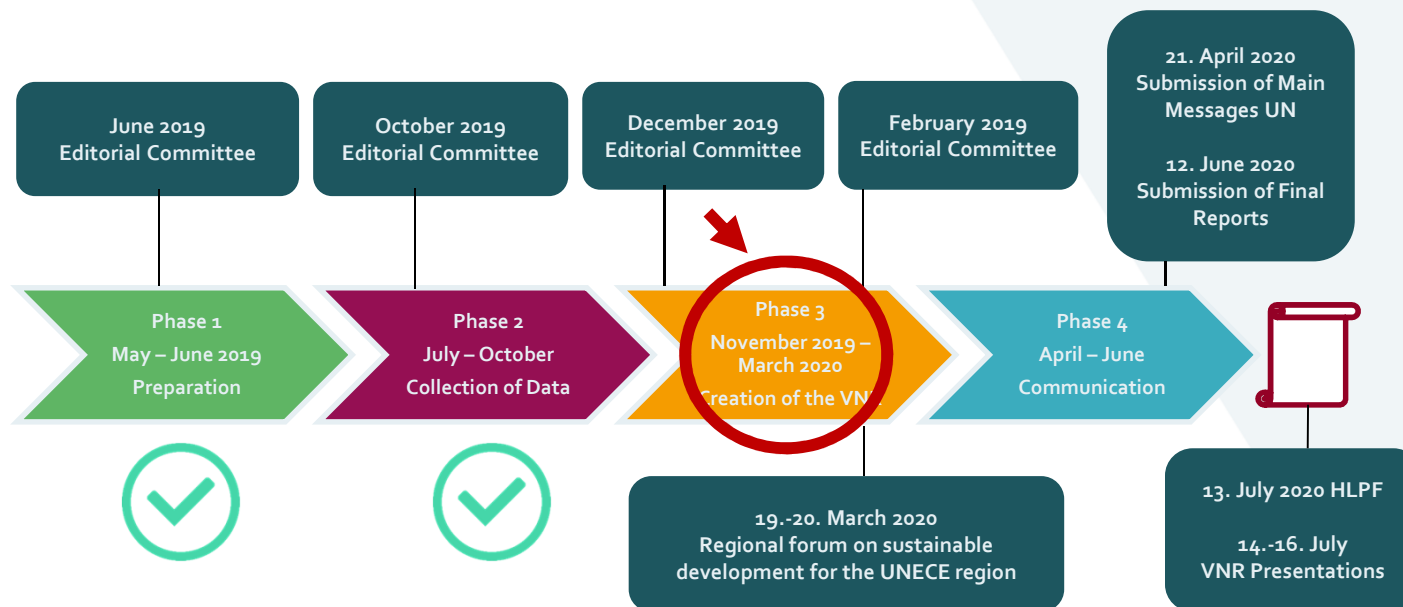 June 2019
Editorial Committee
October 2019
Editorial Committee
December 2019
Editorial Committee
February 2019
Editorial Committee
21. April 2020
Submission of Main
Messages UN
12. June 2020
Submission of Final
Reports
Phase 1
May – June 2019
Preparation
Phase 2
July – October
Collection of Data
Phase 3
November 2019 –
March 2020
Creation of the VNR
Phase 4
April – June
Communication
19.-20. March 2020
Regional forum on sustainable
development for the UNECE region
13. July 2020 HLPF
14.-16. July
VNR Presentations